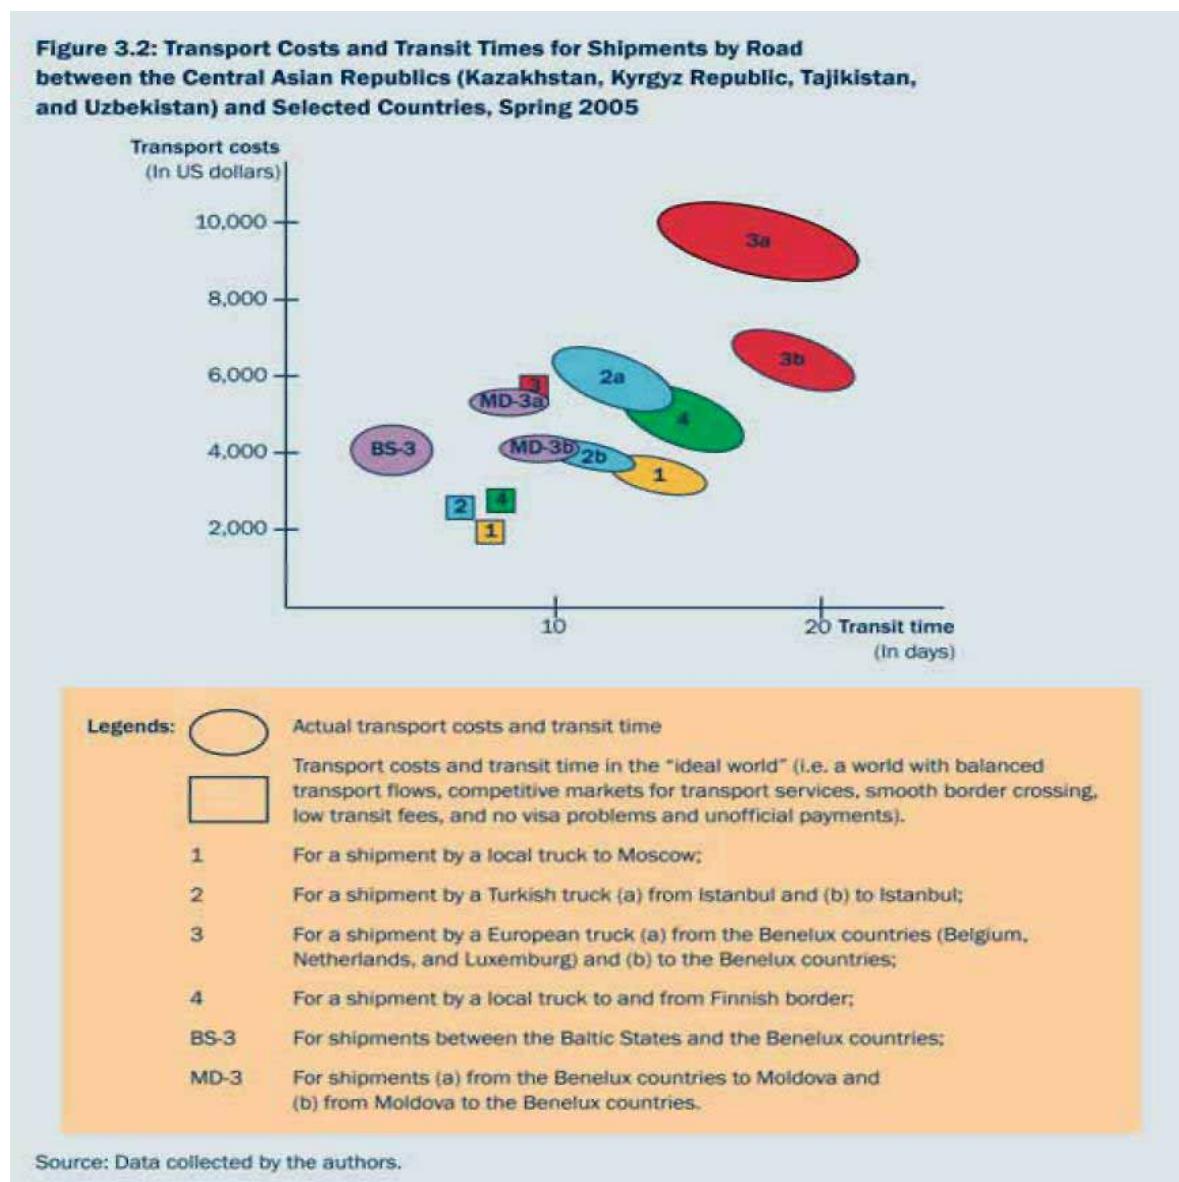 Figure 3.2: Transport Costs and Transit Times for Shipments by Road
between the Central Asian Republics (Kazakhstan, Kyrgyz Republic, Tajikistan,
and Uzbekistan) and Selected Countries, Spring 2005
Transport costs
(In US dollars)
10,000
3a
8,000
3b
6,000
2a
3
MD-3a
4
4,000
BS-3
MD-3b
2b
1
2
4
1
2,000
10
20 Transit time
(In days)
Legends:
Actual transport costs and transit time
Transport costs and transit time in the "ideal world" (i.e. a world with balanced
transport flows, competitive markets for transport services, smooth border crossing,
low transit fees, and no visa problems and unofficial payments).
1 For a shipment by a local truck to Moscow;
2 For a shipment by a Turkish truck (a) from Istanbul and (b) to Istanbul;
3 For a shipment by a European truck (a) from the Benelux countries (Belgium,
Netherlands, and Luxemburg) and (b) to the Benelux countries;
4 For a shipment by a local truck to and from Finnish border;
BS-3 For shipments between the Baltic States and the Benelux countries;
MD-3 For shipments (a) from the Benelux countries to Moldova and
(b) from Moldova to the Benelux countries.
Source: Data collected by the authors.